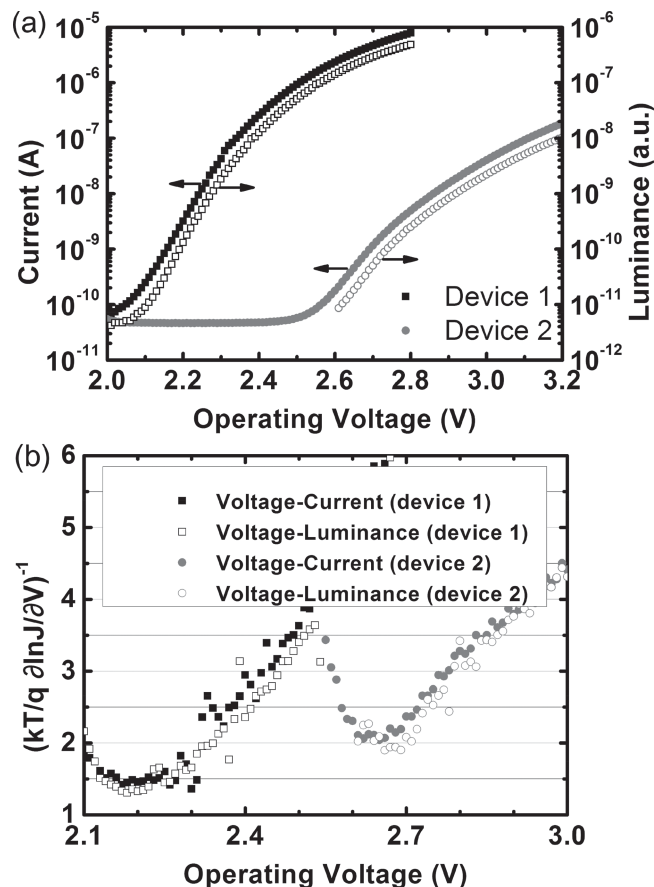 (a)
10⁻⁵
10⁻⁶
10⁻⁷
10⁻⁸
10⁻⁹
10⁻¹⁰
10⁻¹¹
Current (A)
10⁻⁵
10⁻⁶
10⁻⁷
10⁻⁸
10⁻⁹
10⁻¹⁰
10⁻¹¹
10⁻¹²
Luminance (a.u.)
Device 1
Device 2
2.0 2.2 2.4 2.6 2.8 3.0 3.2
Operating Voltage (V)
(b)
6
5
4
3
2
1
(kT/q ∂lnJ/∂V)⁻¹
Voltage-Current (device 1)
Voltage-Luminance (device 1)
Voltage-Current (device 2)
Voltage-Luminance (device 2)
2.1 2.4 2.7 3.0
Operating Voltage (V)